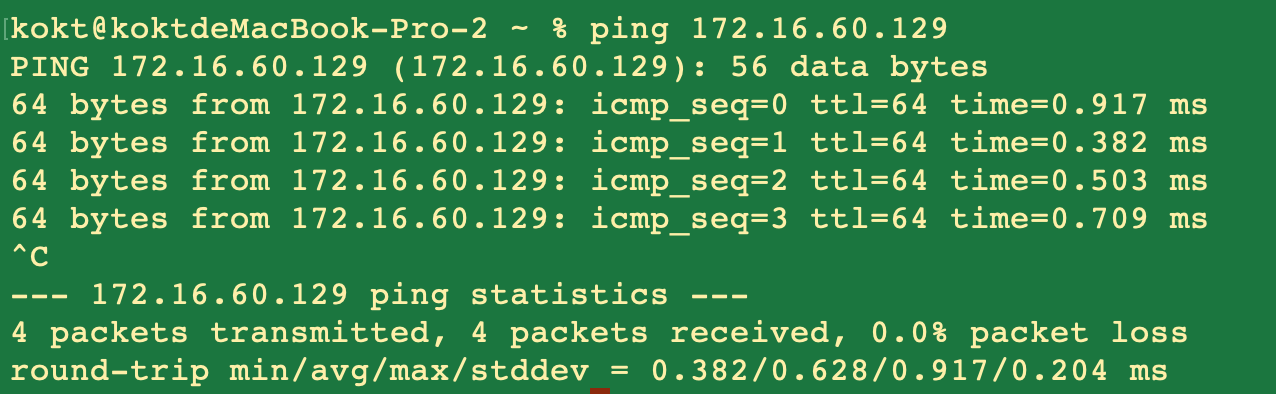 [kokt@koktdeMacBook-Pro-2 ~ % ping 172.16.60.129
PING 172.16.60.129 (172.16.60.129): 56 data bytes
64 bytes from 172.16.60.129: icmp_seq=0 ttl=64 time=0.917 ms
64 bytes from 172.16.60.129: icmp_seq=1 ttl=64 time=0.382 ms
64 bytes from 172.16.60.129: icmp_seq=2 ttl=64 time=0.503 ms
64 bytes from 172.16.60.129: icmp_seq=3 ttl=64 time=0.709 ms
^C
--- 172.16.60.129 ping statistics ---
4 packets transmitted, 4 packets received, 0.0% packet loss
round-trip min/avg/max/stddev = 0.382/0.628/0.917/0.204 ms